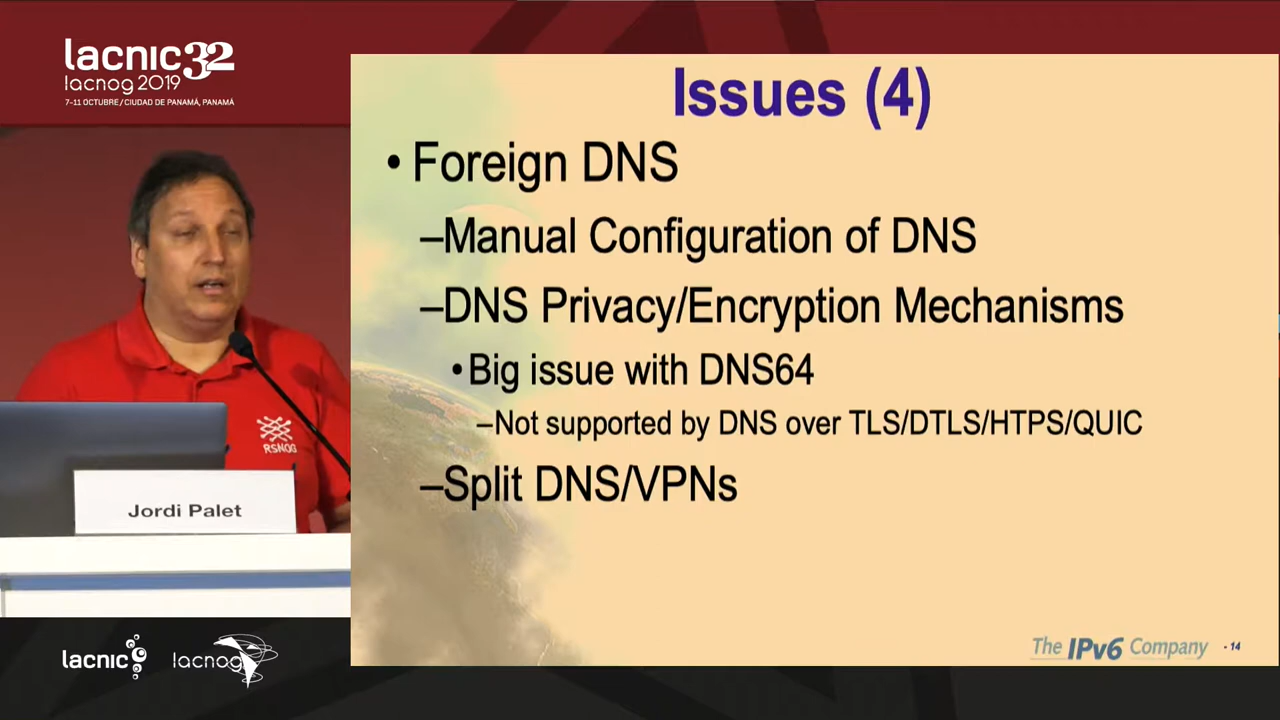 lacnic32
lacnog 2019
7-11 OCTUBRE / CIUDAD DE PANAMÁ, PANAMÁ
Issues (4)
• Foreign DNS
–Manual Configuration of DNS
–DNS Privacy/Encryption Mechanisms
•Big issue with DNS64
–Not supported by DNS over TLS/DTLS/HTPS/QUIC
–Split DNS/VPNs
RSNOG
Jordi Palet
lacnic
lacnog
The IPv6 Company - 14